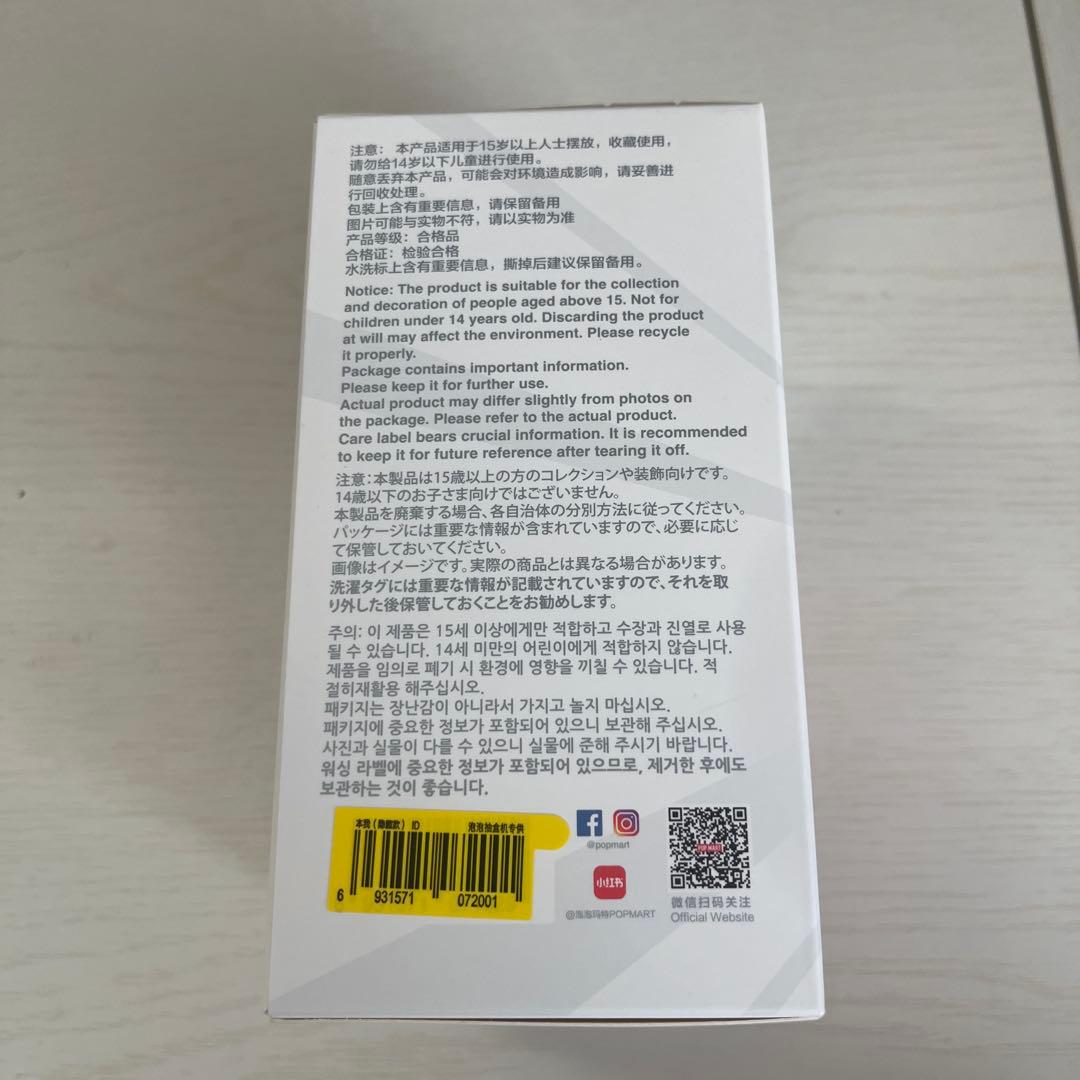 注意： 本产品适用于15岁以上人士摆放，收藏使用，
请勿给14岁以下儿童进行使用。
随意丢弃本产品，可能会对环境造成影响，请妥善进
行回收处理。
包装上含有重要信息，请保留备用
图片可能与实物不符，请以实物为准
产品等级：合格品
合格证：检验合格
水洗标上含有重要信息，撕掉后建议保留备用。
Notice: The product is suitable for the collection
and decoration of people aged above 15. Not for
children under 14 years old. Discarding the product
at will may affect the environment. Please recycle
it properly.
Package contains important information.
Please keep it for further use.
Actual product may differ slightly from photos on
the package. Please refer to the actual product.
Care label bears crucial information. It is recommended
to keep it for future reference after tearing it off.
注意：本製品は15歳以上の方のコレクションや装飾向けです。
14歳以下のお子さま向けではございません。
本製品を廃棄する場合、各自治体の分別方法に従ってください。
パッケージには重要な情報が含まれていますので、必要に応じ
て保管しておいてください。
画像はイメージです。実際の商品とは異なる場合があります。
洗濯タグには重要な情報が記載されていますので、それを取
り外した後保管しておくことをお勧めします。
주의: 이 제품은 15세 이상에게만 적합하고 수장과 진열로 사용
될 수 있습니다. 14세 미만의 어린이에게 적합하지 않습니다.
제품을 임의로 폐기 시 환경에 영향을 끼칠 수 있습니다. 적
절히재활용 해주십시오.
패키지는 장난감이 아니라서 가지고 놀지 마십시오.
패키지에 중요한 정보가 포함되어 있으니 보관해 주십시오.
사진과 실물이 다를 수 있으니 실물에 준해 주시기 바랍니다.
워싱 라벨에 중요한 정보가 포함되어 있으므로, 제거한 후에도
보관하는 것이 좋습니다.
本我（隐藏款）ID 泡泡抽盒机专供
6 931571 072001
@popmart
小红书
@泡泡玛特POPMART
POP MART
微信扫码关注
Official Website